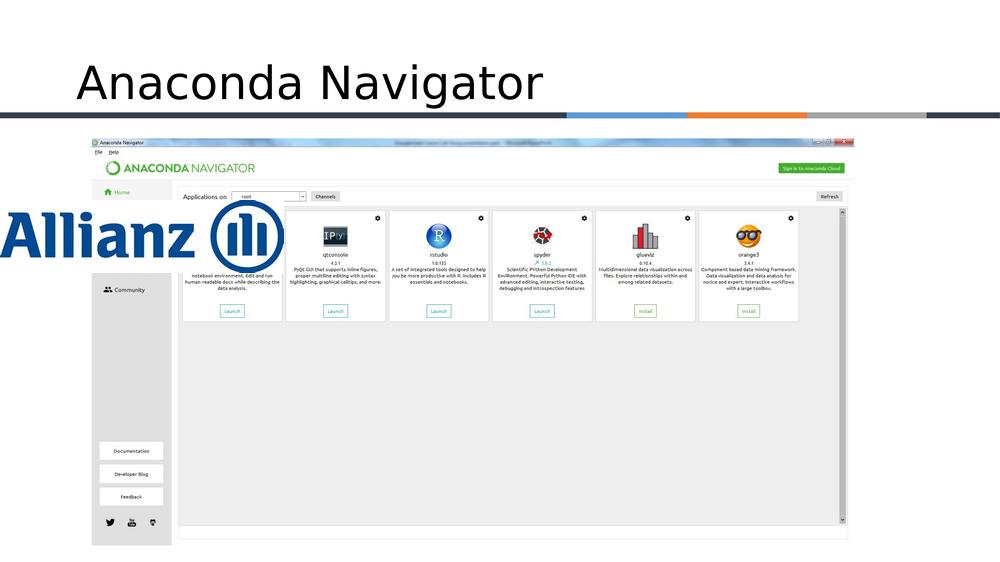 Anaconda Navigator
Anaconda Navigator
File Help
ANACONDA NAVIGATOR
Sign in to Anaconda Cloud
Home
Applications on root Channels Refresh
Allianz
notebook environment. Edit and run
human-readable docs while describing the
data analysis.
Launch
IP[y]:
qtconsole
4.3.1
PyQt GUI that supports inline figures,
proper multiline editing with syntax
highlighting, graphical calltips, and more.
Launch
R
rstudio
1.0.153
A set of integrated tools designed to help
you be more productive with R. Includes R
essentials and notebooks.
Launch
spyder
Scientific PYthon Development
EnviRonment. Powerful Python IDE with
advanced editing, interactive testing,
debugging and introspection features
Launch
glueviz
0.10.4
Multidimensional data visualization across
files. Explore relationships within and
among related datasets.
Install
orange3
3.4.1
Component based data mining framework.
Data visualization and data analysis for
novice and expert. Interactive workflows
with a large toolbox.
Install
Community
Documentation
Developer Blog
Feedback